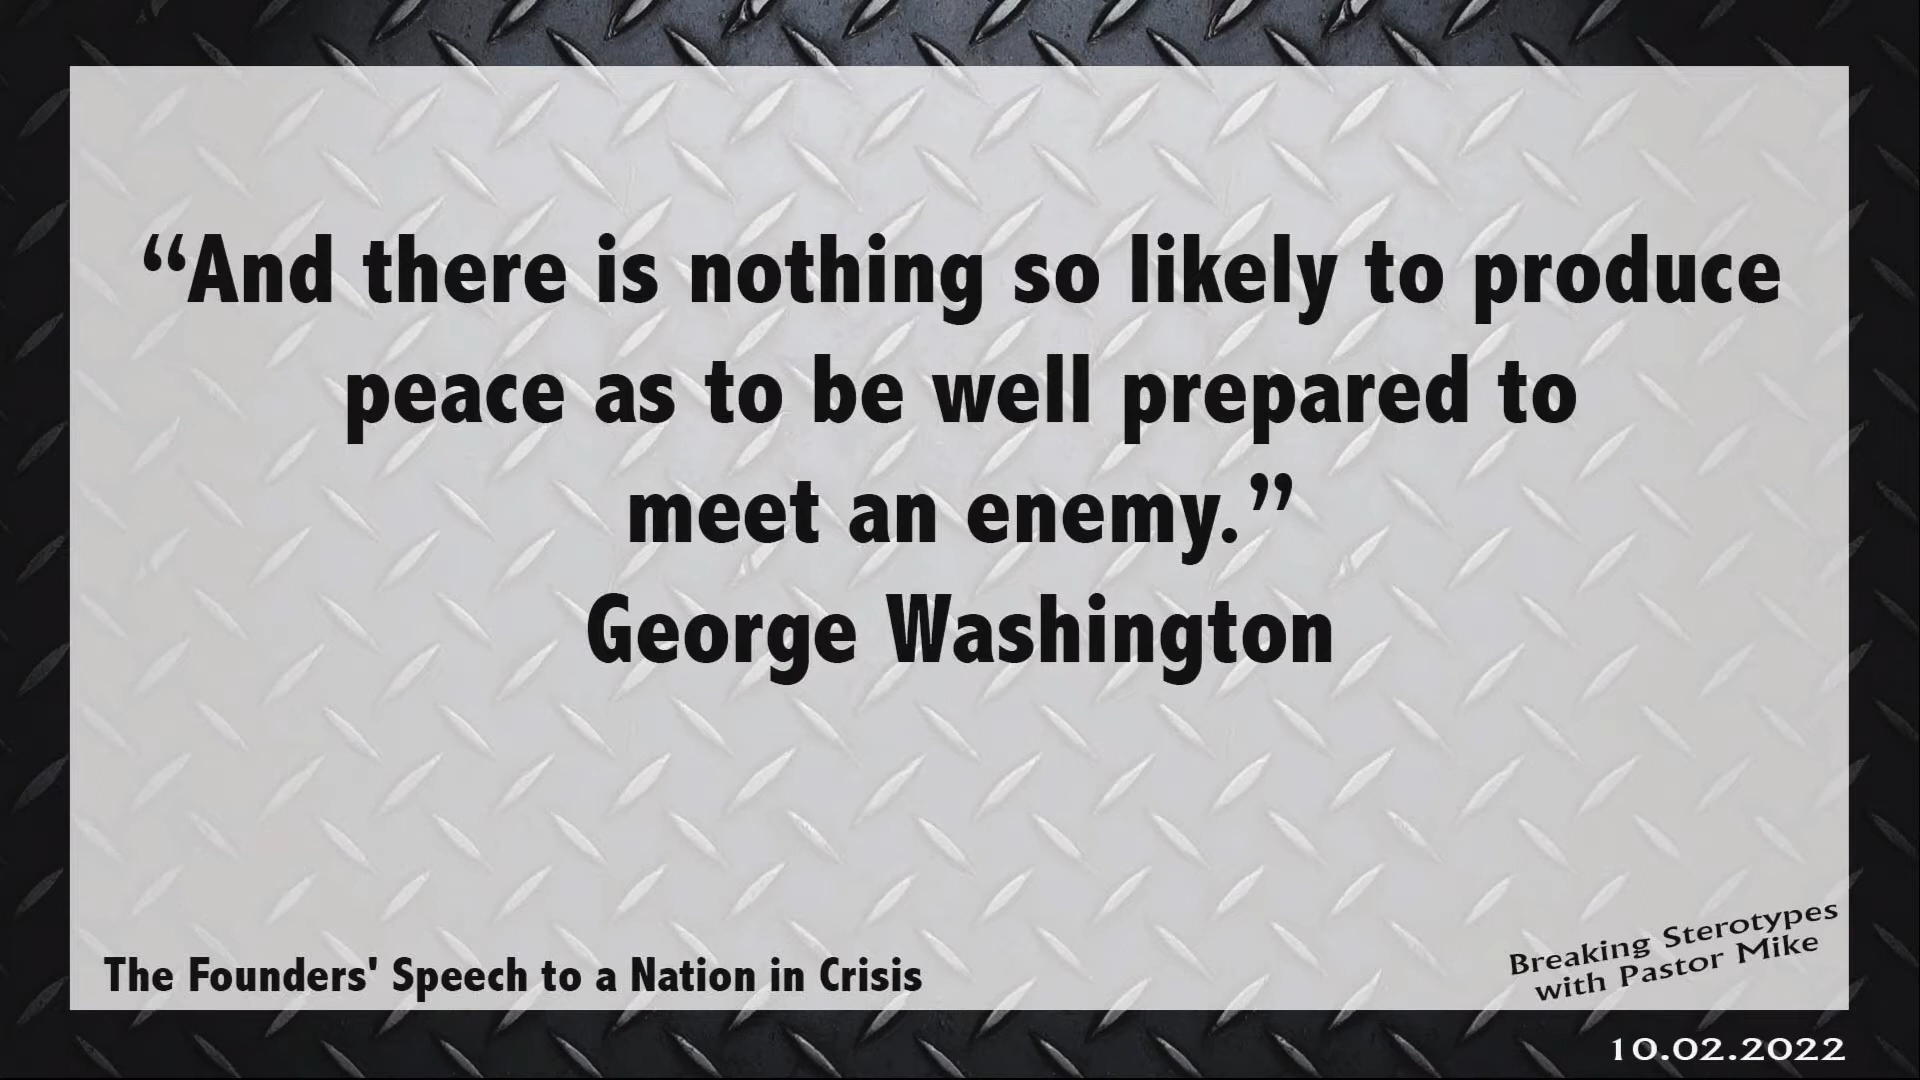 “And there is nothing so likely to produce
peace as to be well prepared to
meet an enemy.”
George Washington
The Founders' Speech to a Nation in Crisis
Breaking Sterotypes
with Pastor Mike
10.02.2022